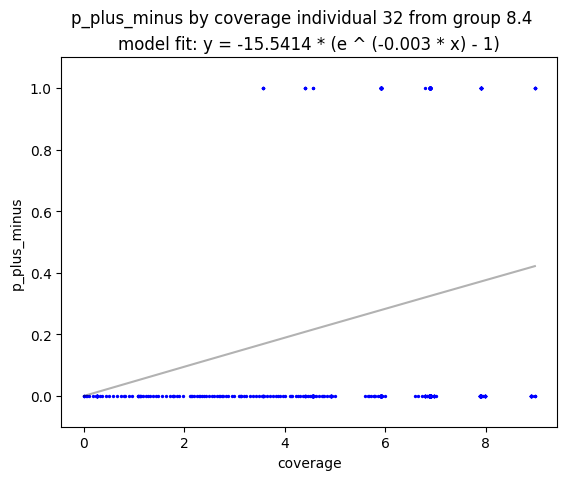 p_plus_minus by coverage individual 32 from group 8.4
model fit: y = -15.5414 * (e ^ (-0.003 * x) - 1)
1.0
0.8
0.6
0.4
0.2
0.0
p_plus_minus
0 2 4 6 8
coverage